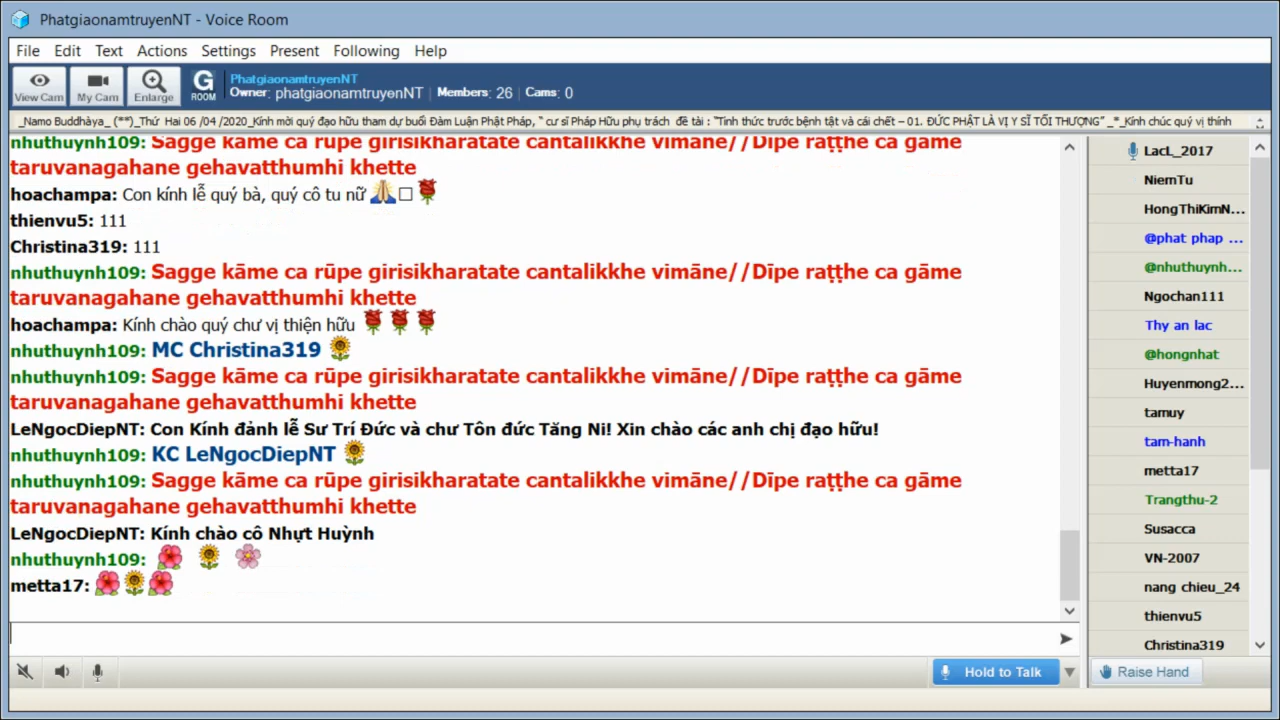 PhatgiaonamtruyenNT - Voice Room
File Edit Text Actions Settings Present Following Help
View Cam My Cam Enlarge G ROOM
PhatgiaonamtruyenNT
Owner: phatgiaonamtruyenNT Members: 26 Cams: 0
_Namo Buddhàya_ (**)_Thứ Hai 06 /04 /2020_Kính mời quý đạo hữu tham dự buổi Đàm Luận Phật Pháp, “ cư sĩ Pháp Hữu phụ trách đề tài : "Tỉnh thức trước bệnh tật và cái chết – 01. ĐỨC PHẬT LÀ VỊ Y SĨ TỐI THƯỢNG” _*_Kính chúc quý vị thính
nhuthuynh109: Sagge kāme ca rūpe girisikharatate cantalikkhe vimāne//Dīpe raṭṭhe ca gāme
taruvanagahane gehavatthumhi khette
hoachampa: Con kính lễ quý bà, quý cô tu nữ 🙏□🌹
thienvu5: 111
Christina319: 111
nhuthuynh109: Sagge kāme ca rūpe girisikharatate cantalikkhe vimāne//Dīpe raṭṭhe ca gāme
taruvanagahane gehavatthumhi khette
hoachampa: Kính chào quý chư vị thiện hữu 🌹🌹🌹
nhuthuynh109: MC Christina319 🌻
nhuthuynh109: Sagge kāme ca rūpe girisikharatate cantalikkhe vimāne//Dīpe raṭṭhe ca gāme
taruvanagahane gehavatthumhi khette
LeNgocDiepNT: Con Kính đảnh lễ Sư Trí Đức và chư Tôn đức Tăng Ni! Xin chào các anh chị đạo hữu!
nhuthuynh109: KC LeNgocDiepNT 🌻
nhuthuynh109: Sagge kāme ca rūpe girisikharatate cantalikkhe vimāne//Dīpe raṭṭhe ca gāme
taruvanagahane gehavatthumhi khette
LeNgocDiepNT: Kính chào cô Nhựt Huỳnh
nhuthuynh109: 🌺 🌻 🌸
metta17: 🌺🌻🌺
LacL_2017
NiemTu
HongThiKimN...
@phat phap ...
@nhuthuynh...
Ngochan111
Thy an lac
@hongnhat
Huyenmong2...
tamuy
tam-hanh
metta17
Trangthu-2
Susacca
VN-2007
nang chieu_24
thienvu5
Christina319
Hold to Talk
Raise Hand